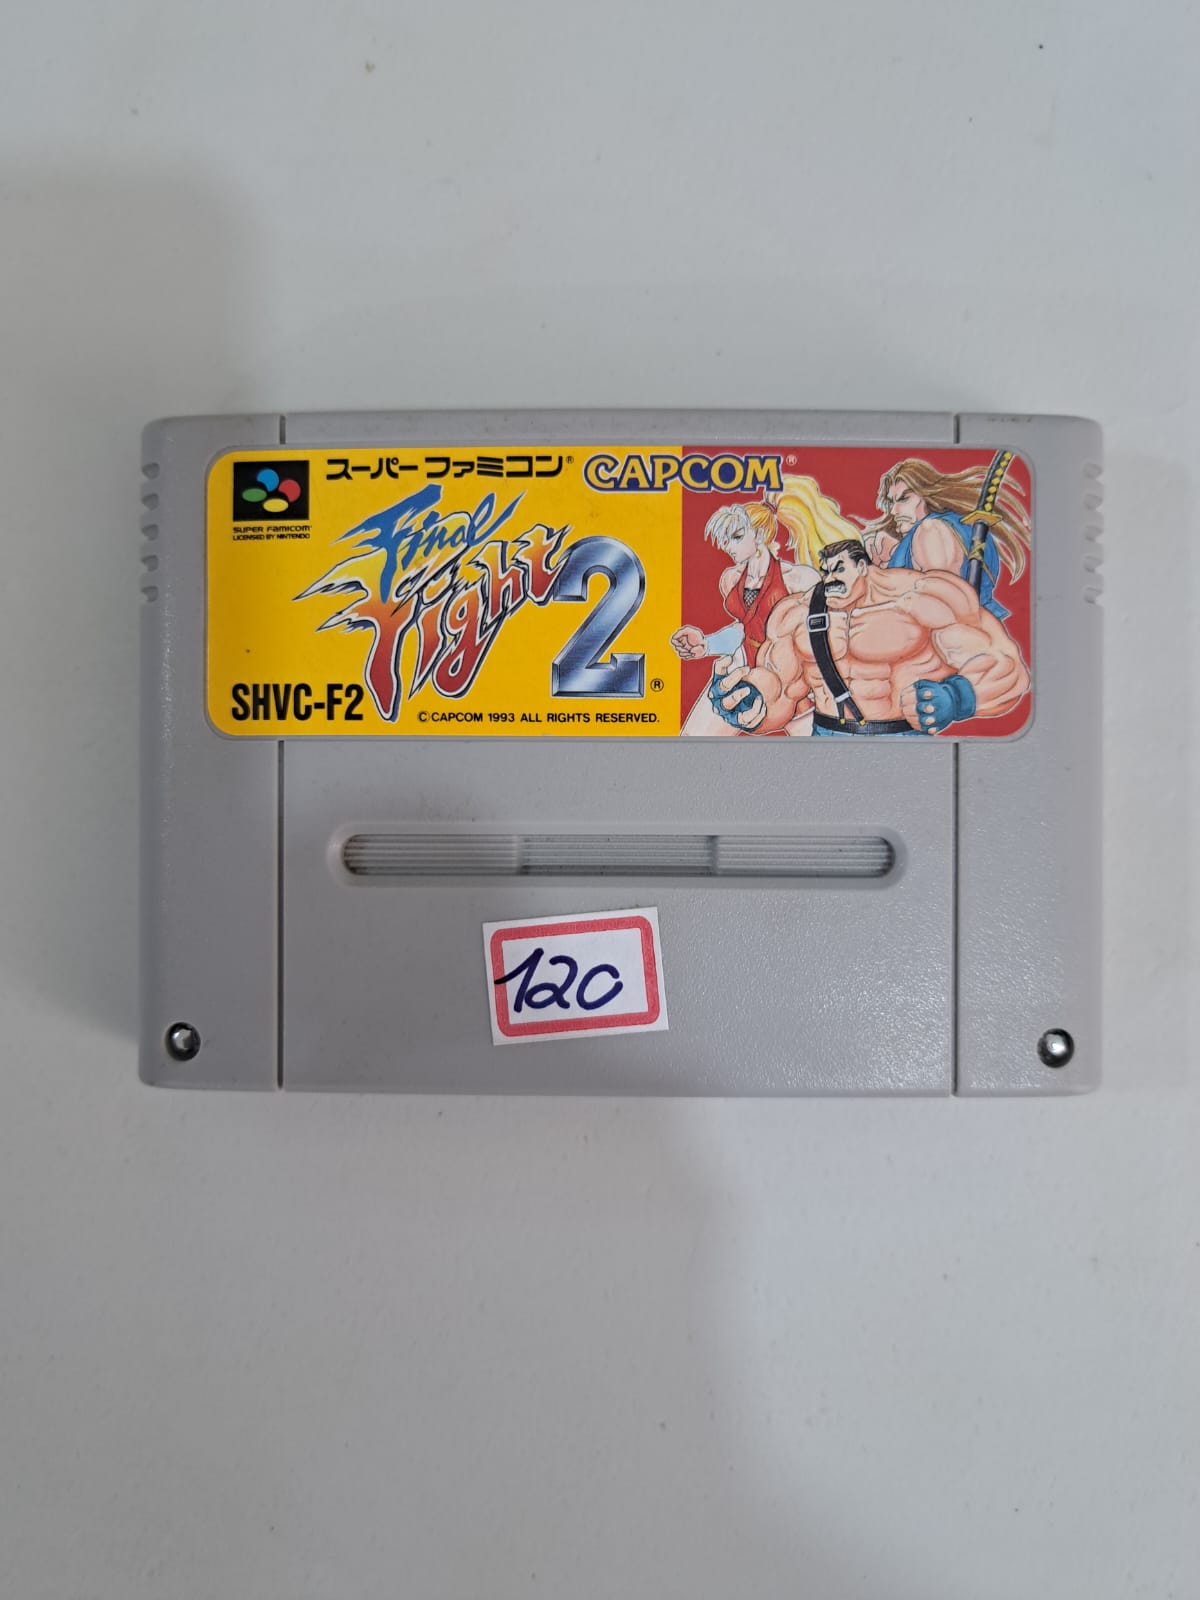 スーパーファミコン® CAPCOM®
SUPER FAMICOM
LICENSED BY NINTENDO
Final
Fight 2®
SHVC-F2
© CAPCOM 1993 ALL RIGHTS RESERVED.
120